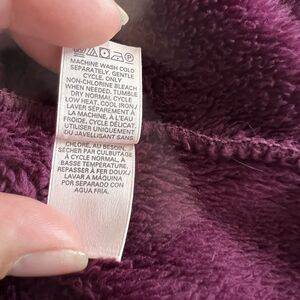 MACHINE WASH COLD
SEPARATELY. GENTLE
CYCLE. ONLY
NON-CHLORINE BLEACH
WHEN NEEDED. TUMBLE
DRY NORMAL CYCLE
LOW HEAT. COOL IRON/
LAVER SÉPARÉMENT À
LA MACHINE, À L'EAU
FROIDE. CYCLE DÉLICAT.
UTILISER UNIQUEMENT
DU JAVELLISANT SANS
CHLORE, AU BESOIN.
SÉCHER PAR CULBUTAGE
À CYCLE NORMAL, À
BASSE TEMPÉRATURE.
REPASSER À FER DOUX./
LAVAR A MÁQUINA
POR SEPARADO CON
AGUA FRÍA.